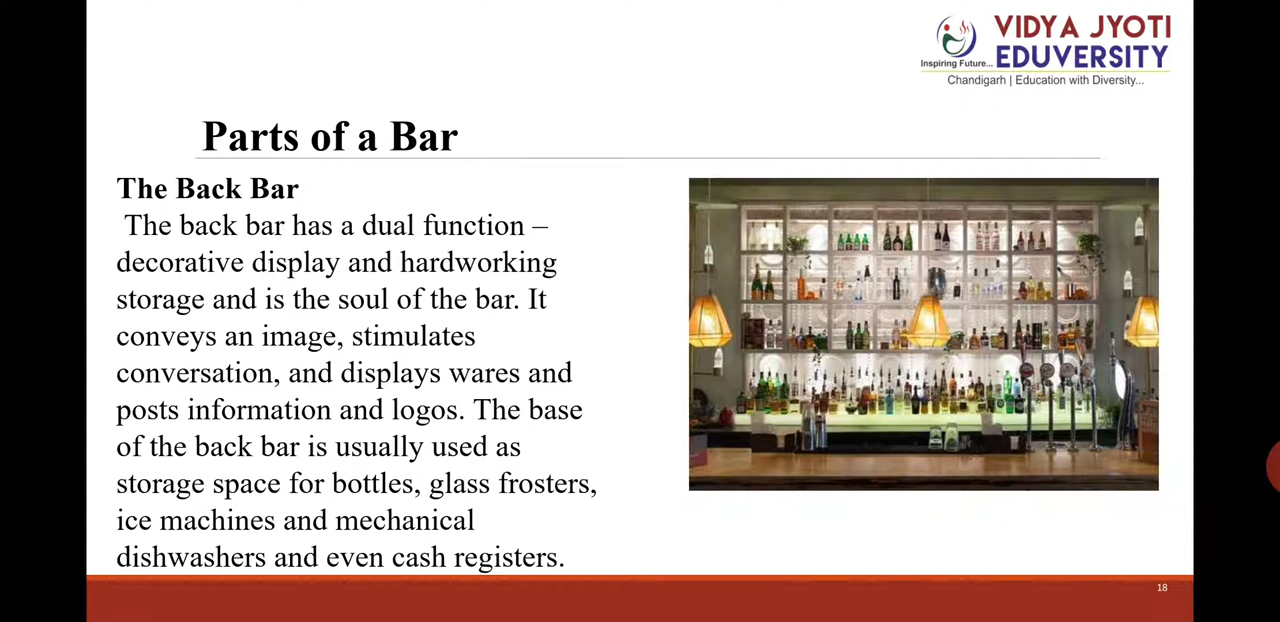 VIDYA JYOTI
EDUVERSITY
Inspiring Future...
Chandigarh | Education with Diversity...
Parts of a Bar
The Back Bar
The back bar has a dual function –
decorative display and hardworking
storage and is the soul of the bar. It
conveys an image, stimulates
conversation, and displays wares and
posts information and logos. The base
of the back bar is usually used as
storage space for bottles, glass frosters,
ice machines and mechanical
dishwashers and even cash registers.
18